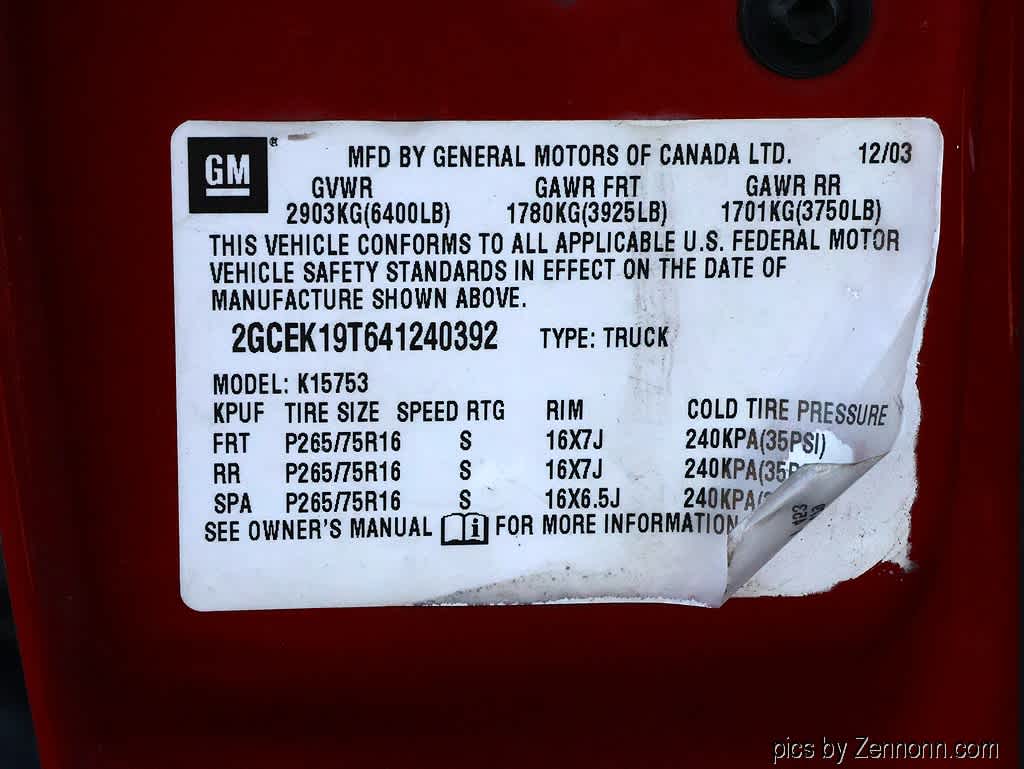 GM®
MFD BY GENERAL MOTORS OF CANADA LTD. 12/03
GVWR GAWR FRT GAWR RR
2903KG(6400LB) 1780KG(3925LB) 1701KG(3750LB)
THIS VEHICLE CONFORMS TO ALL APPLICABLE U.S. FEDERAL MOTOR
VEHICLE SAFETY STANDARDS IN EFFECT ON THE DATE OF
MANUFACTURE SHOWN ABOVE.
2GCEK19T641240392 TYPE: TRUCK
MODEL: K15753
KPUF TIRE SIZE SPEED RTG RIM COLD TIRE PRESSURE
FRT P265/75R16 S 16X7J 240KPA(35PSI)
RR P265/75R16 S 16X7J 240KPA(35P
SPA P265/75R16 S 16X6.5J 240KPA(
SEE OWNER'S MANUAL i FOR MORE INFORMATION
pics by Zennonn.com